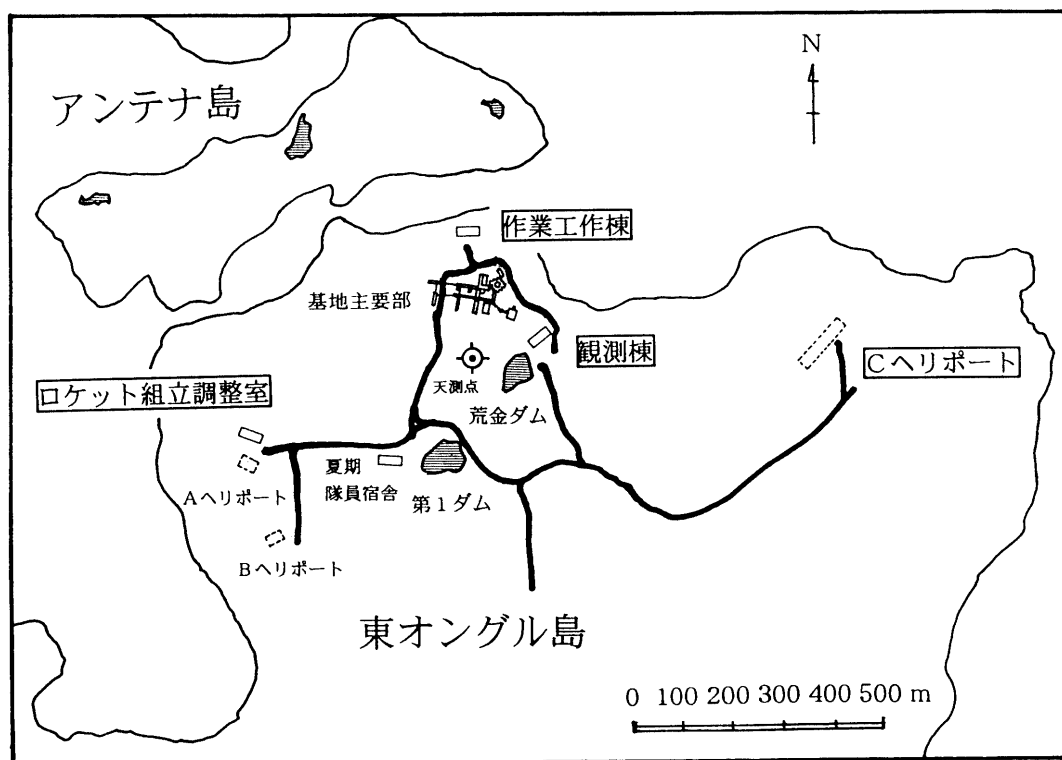 アンテナ島
N
作業工作棟
基地主要部
観測棟
Cヘリポート
天測点
ロケット組立調整室
荒金ダム
夏期
隊員宿舎
第1ダム
Aヘリポート
Bヘリポート
東オングル島
0 100 200 300 400 500 m